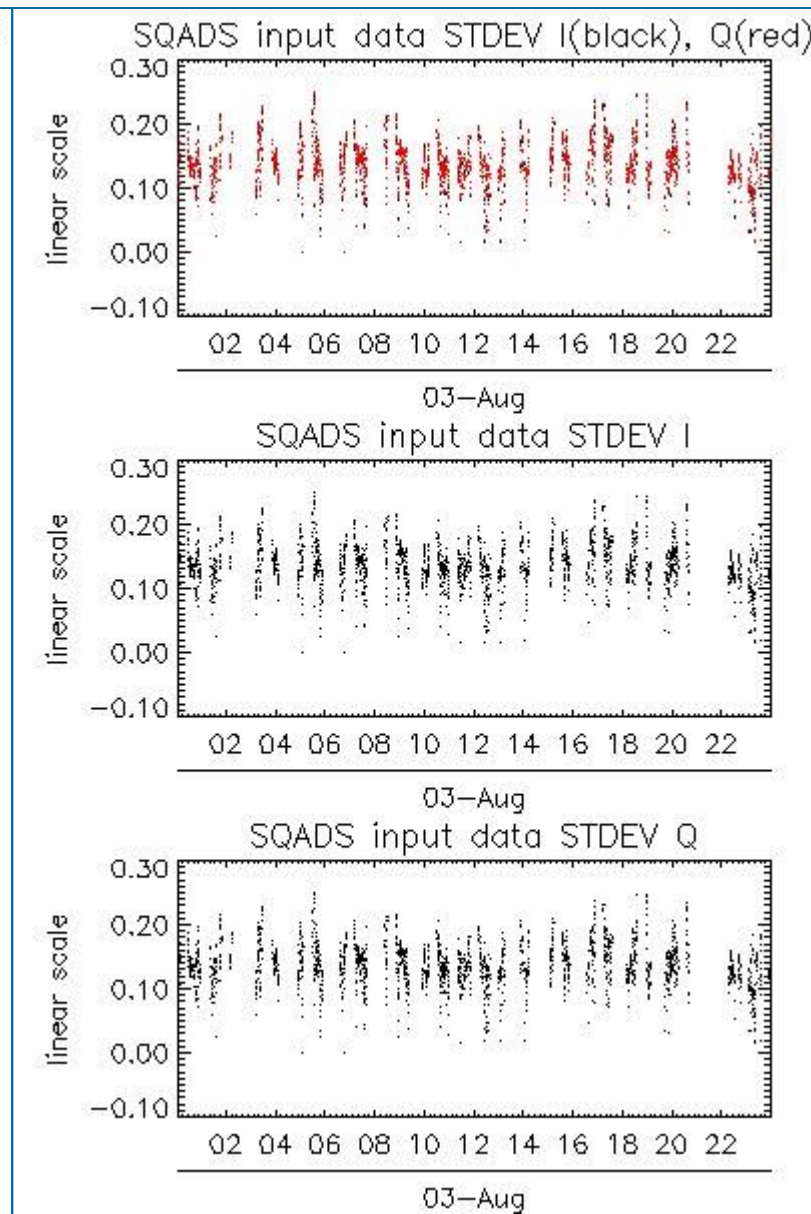 SQADS input data STDEV I(black), Q(red)
0.30
0.20
0.10
0.00
−0.10
linear scale
02 04 06 08 10 12 14 16 18 20 22
03−Aug
SQADS input data STDEV I
0.30
0.20
0.10
0.00
−0.10
linear scale
02 04 06 08 10 12 14 16 18 20 22
03−Aug
SQADS input data STDEV Q
0.30
0.20
0.10
0.00
−0.10
linear scale
02 04 06 08 10 12 14 16 18 20 22
03−Aug